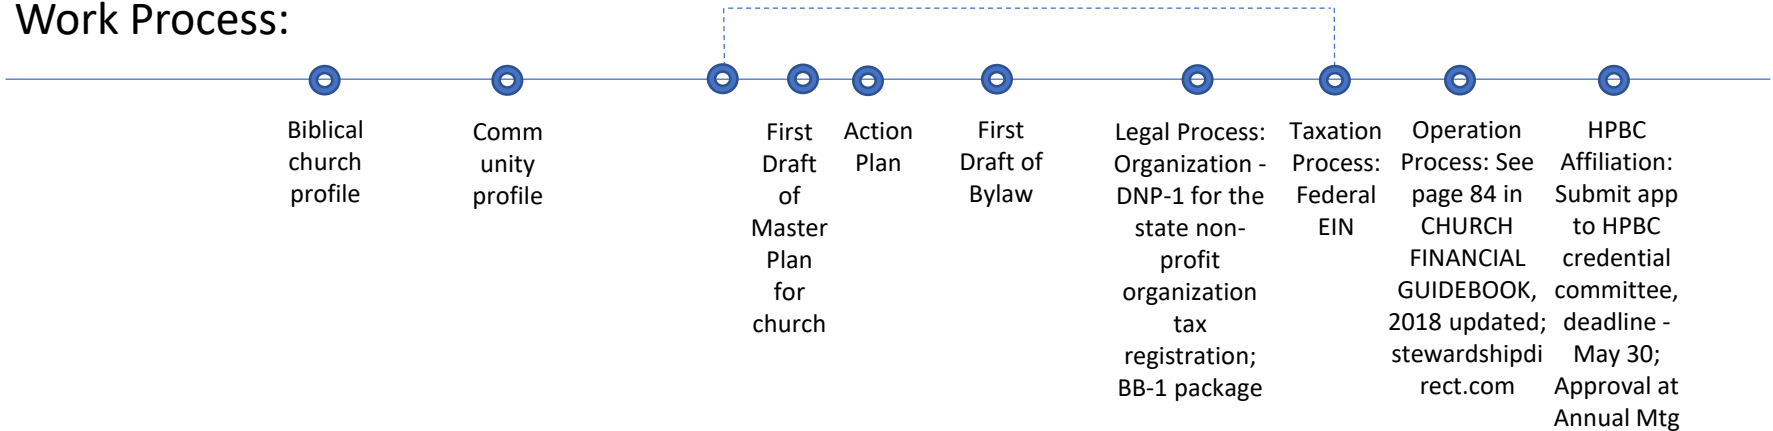 Work Process:
Biblical
church
profile
Comm
unity
profile
First
Draft
of
Master
Plan
for
church
Action
Plan
First
Draft of
Bylaw
Legal Process:
Organization -
DNP-1 for the
state non-
profit
organization
tax
registration;
BB-1 package
Taxation
Process:
Federal
EIN
Operation
Process: See
page 84 in
CHURCH
FINANCIAL
GUIDEBOOK,
2018 updated;
stewardshipdi
rect.com
HPBC
Affiliation:
Submit app
to HPBC
credential
committee,
deadline -
May 30;
Approval at
Annual Mtg